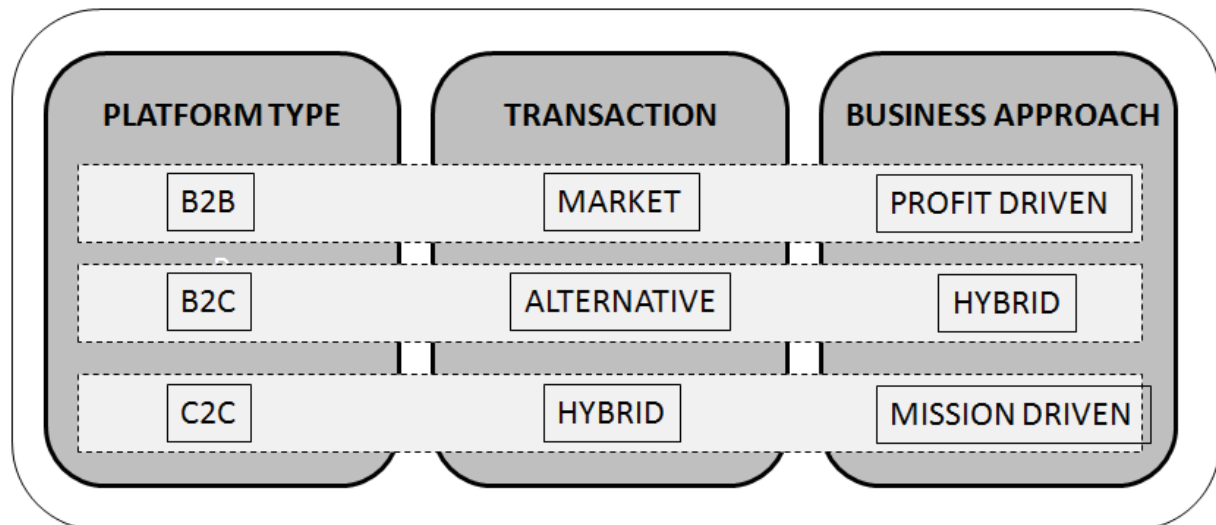 PLATFORM TYPE TRANSACTION BUSINESS APPROACH
B2B MARKET PROFIT DRIVEN
B2C ALTERNATIVE HYBRID
C2C HYBRID MISSION DRIVEN